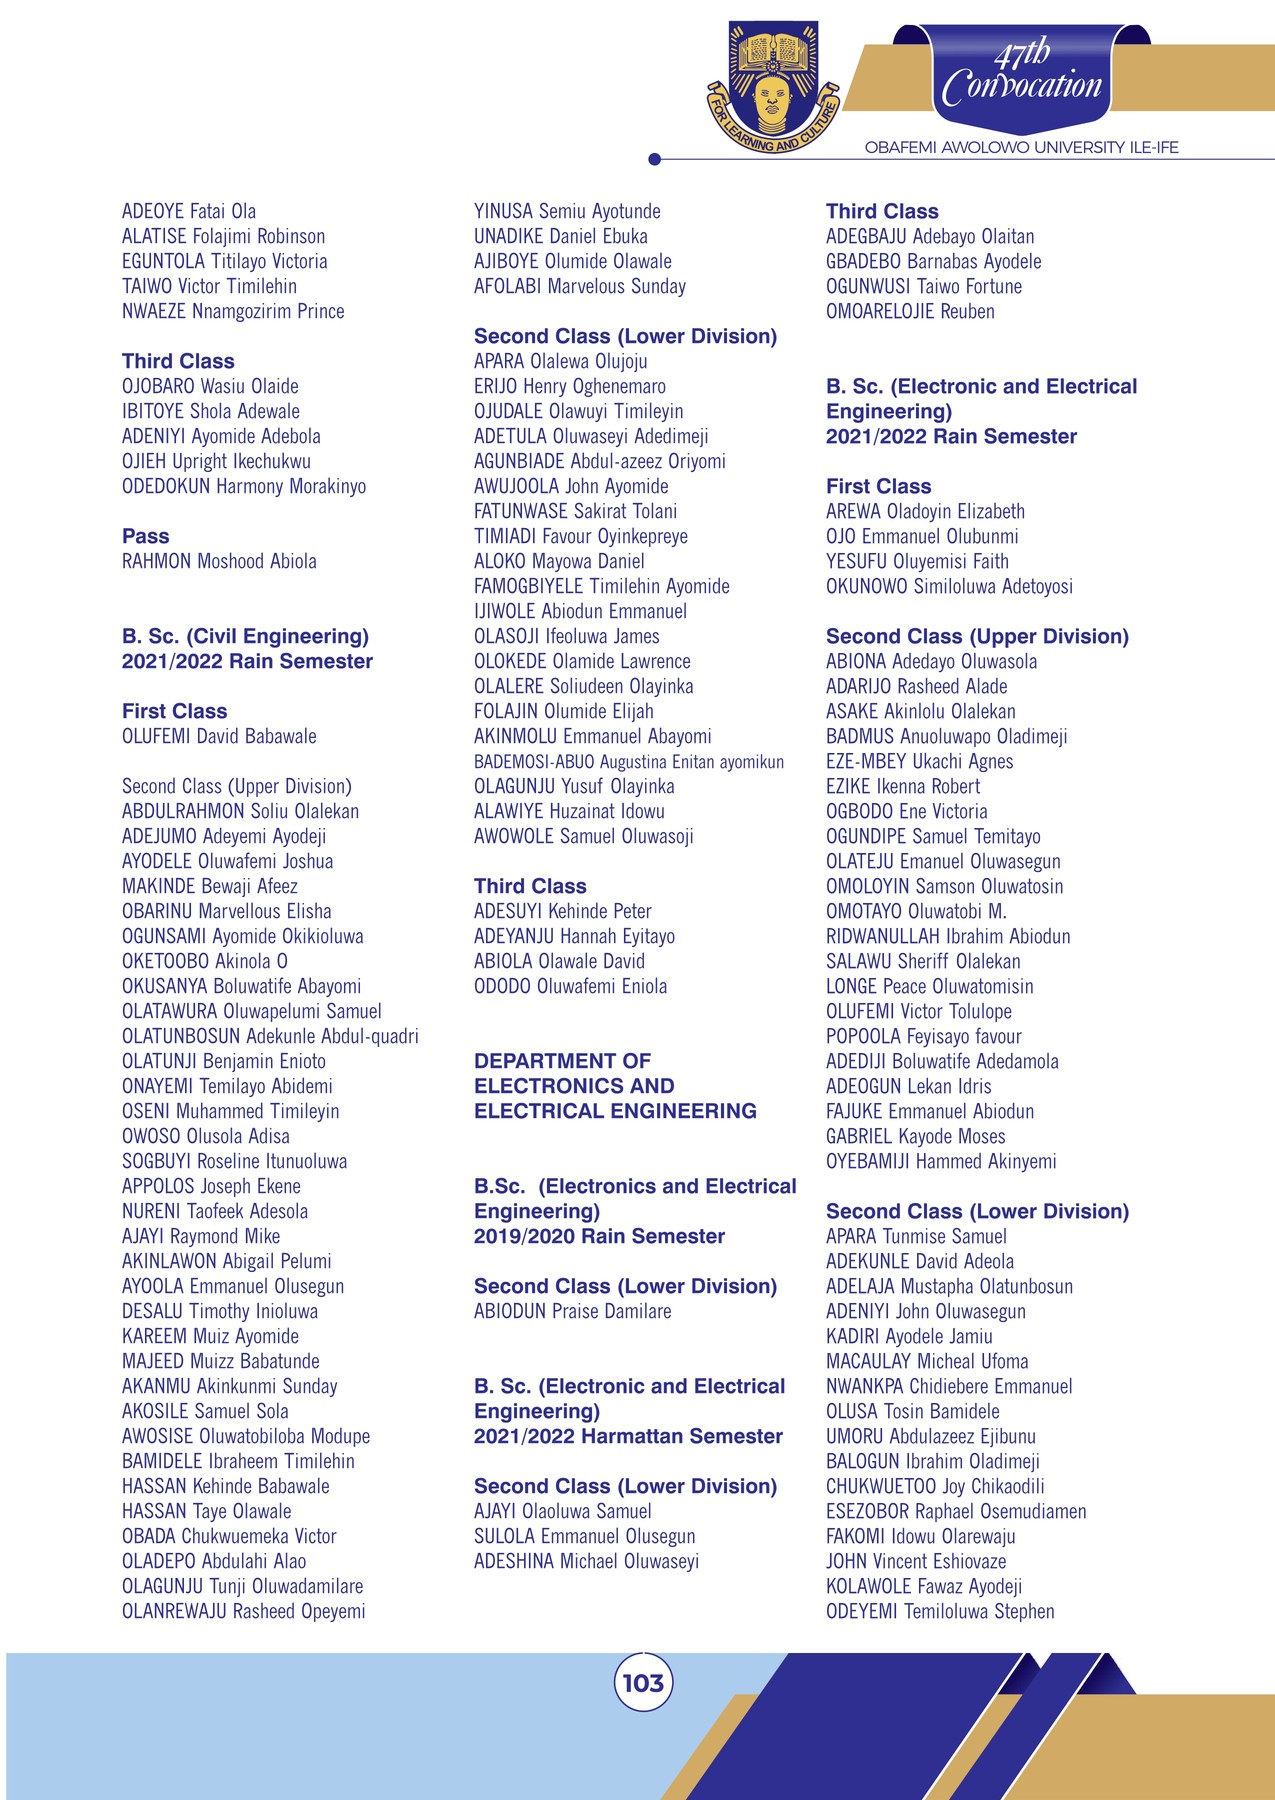 FOR LEARNING AND CULTURE
47th
Convocation
OBAFEMI AWOLOWO UNIVERSITY ILE-IFE
ADEOYE Fatai Ola
ALATISE Folajimi Robinson
EGUNTOLA Titilayo Victoria
TAIWO Victor Timilehin
NWAEZE Nnamgozirim Prince
Third Class
OJOBARO Wasiu Olaide
IBITOYE Shola Adewale
ADENIYI Ayomide Adebola
OJIEH Upright Ikechukwu
ODEDOKUN Harmony Morakinyo
Pass
RAHMON Moshood Abiola
B. Sc. (Civil Engineering)
2021/2022 Rain Semester
First Class
OLUFEMI David Babawale
Second Class (Upper Division)
ABDULRAHMON Soliu Olalekan
ADEJUMO Adeyemi Ayodeji
AYODELE Oluwafemi Joshua
MAKINDE Bewaji Afeez
OBARINU Marvellous Elisha
OGUNSAMI Ayomide Okikioluwa
OKETOOBO Akinola O
OKUSANYA Boluwatife Abayomi
OLATAWURA Oluwapelumi Samuel
OLATUNBOSUN Adekunle Abdul-quadri
OLATUNJI Benjamin Enioto
ONAYEMI Temilayo Abidemi
OSENI Muhammed Timileyin
OWOSO Olusola Adisa
SOGBUYI Roseline Itunuoluwa
APPOLOS Joseph Ekene
NURENI Taofeek Adesola
AJAYI Raymond Mike
AKINLAWON Abigail Pelumi
AYOOLA Emmanuel Olusegun
DESALU Timothy Inioluwa
KAREEM Muiz Ayomide
MAJEED Muizz Babatunde
AKANMU Akinkunmi Sunday
AKOSILE Samuel Sola
AWOSISE Oluwatobiloba Modupe
BAMIDELE Ibraheem Timilehin
HASSAN Kehinde Babawale
HASSAN Taye Olawale
OBADA Chukwuemeka Victor
OLADEPO Abdulahi Alao
OLAGUNJU Tunji Oluwadamilare
OLANREWAJU Rasheed Opeyemi
YINUSA Semiu Ayotunde
UNADIKE Daniel Ebuka
AJIBOYE Olumide Olawale
AFOLABI Marvelous Sunday
Second Class (Lower Division)
APARA Olalewa Olujoju
ERIJO Henry Oghenemaro
OJUDALE Olawuyi Timileyin
ADETULA Oluwaseyi Adedimeji
AGUNBIADE Abdul-azeez Oriyomi
AWUJOOLA John Ayomide
FATUNWASE Sakirat Tolani
TIMIADI Favour Oyinkepreye
ALOKO Mayowa Daniel
FAMOGBIYELE Timilehin Ayomide
IJIWOLE Abiodun Emmanuel
OLASOJI Ifeoluwa James
OLOKEDE Olamide Lawrence
OLALERE Soliudeen Olayinka
FOLAJIN Olumide Elijah
AKINMOLU Emmanuel Abayomi
BADEMOSI-ABUO Augustina Enitan ayomikun
OLAGUNJU Yusuf Olayinka
ALAWIYE Huzainat Idowu
AWOWOLE Samuel Oluwasoji
Third Class
ADESUYI Kehinde Peter
ADEYANJU Hannah Eyitayo
ABIOLA Olawale David
ODODO Oluwafemi Eniola
DEPARTMENT OF
ELECTRONICS AND
ELECTRICAL ENGINEERING
B.Sc. (Electronics and Electrical
Engineering)
2019/2020 Rain Semester
Second Class (Lower Division)
ABIODUN Praise Damilare
B. Sc. (Electronic and Electrical
Engineering)
2021/2022 Harmattan Semester
Second Class (Lower Division)
AJAYI Olaoluwa Samuel
SULOLA Emmanuel Olusegun
ADESHINA Michael Oluwaseyi
Third Class
ADEGBAJU Adebayo Olaitan
GBADEBO Barnabas Ayodele
OGUNWUSI Taiwo Fortune
OMOARELOJIE Reuben
B. Sc. (Electronic and Electrical
Engineering)
2021/2022 Rain Semester
First Class
AREWA Oladoyin Elizabeth
OJO Emmanuel Olubunmi
YESUFU Oluyemisi Faith
OKUNOWO Similoluwa Adetoyosi
Second Class (Upper Division)
ABIONA Adedayo Oluwasola
ADARIJO Rasheed Alade
ASAKE Akinlolu Olalekan
BADMUS Anuoluwapo Oladimeji
EZE-MBEY Ukachi Agnes
EZIKE Ikenna Robert
OGBODO Ene Victoria
OGUNDIPE Samuel Temitayo
OLATEJU Emanuel Oluwasegun
OMOLOYIN Samson Oluwatosin
OMOTAYO Oluwatobi M.
RIDWANULLAH Ibrahim Abiodun
SALAWU Sheriff Olalekan
LONGE Peace Oluwatomisin
OLUFEMI Victor Tolulope
POPOOLA Feyisayo favour
ADEDIJI Boluwatife Adedamola
ADEOGUN Lekan Idris
FAJUKE Emmanuel Abiodun
GABRIEL Kayode Moses
OYEBAMIJI Hammed Akinyemi
Second Class (Lower Division)
APARA Tunmise Samuel
ADEKUNLE David Adeola
ADELAJA Mustapha Olatunbosun
ADENIYI John Oluwasegun
KADIRI Ayodele Jamiu
MACAULAY Micheal Ufoma
NWANKPA Chidiebere Emmanuel
OLUSA Tosin Bamidele
UMORU Abdulazeez Ejibunu
BALOGUN Ibrahim Oladimeji
CHUKWUETOO Joy Chikaodili
ESEZOBOR Raphael Osemudiamen
FAKOMI Idowu Olarewaju
JOHN Vincent Eshiovaze
KOLAWOLE Fawaz Ayodeji
ODEYEMI Temiloluwa Stephen
103